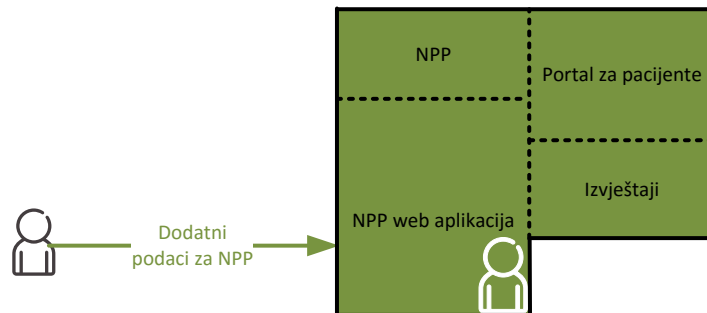 NPP
Portal za pacijente
Izvještaji
NPP web aplikacija
Dodatni
podaci za NPP